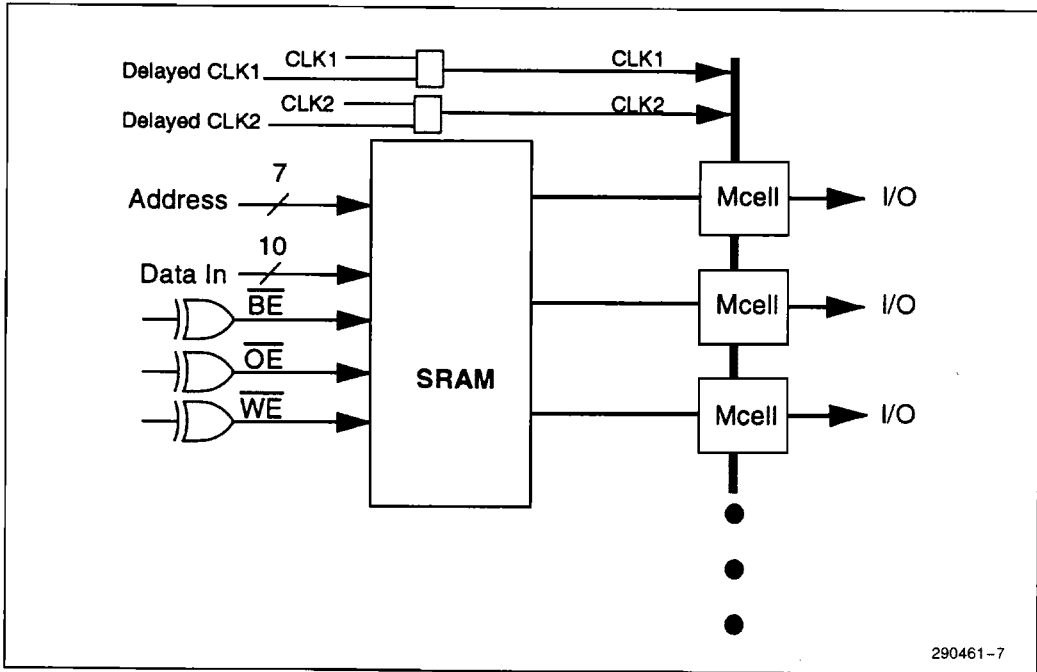 CLK1
CLK1
Delayed CLK1
CLK2
CLK2
Delayed CLK2
7
Address
Mcell
I/O
10
Data In
BE
Mcell
I/O
OE
SRAM
WE
Mcell
I/O
290461-7